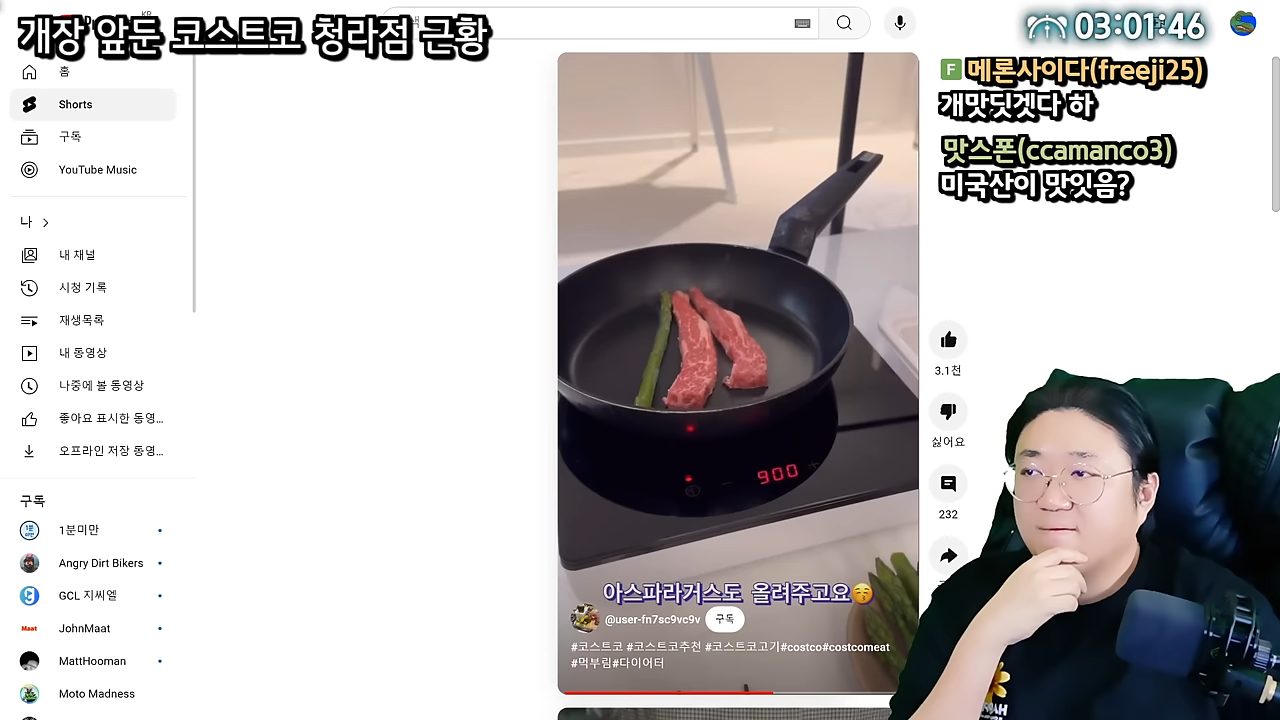 개장 앞둔 코스트코 청라점 근황
KR
03:01:46
홈
Shorts
구독
YouTube Music
나
내 채널
시청 기록
재생목록
내 동영상
나중에 볼 동영상
좋아요 표시한 동영...
오프라인 저장 동영...
구독
1분미만
Angry Dirt Bikers
GCL 지씨엘
JohnMaat
MattHooman
Moto Madness
900
아스파라거스도 올려주고요
@user-fn7sc9vc9v
구독
#코스트코 #코스트코추천 #코스트코고기#costco#costcomeat
#먹부림#다이어터
3.1천
싫어요
232
F 메론사이다(freeji25)
개맛딧겟다 하
맛스폰(ccamanco3)
미국산이 맛잇음?